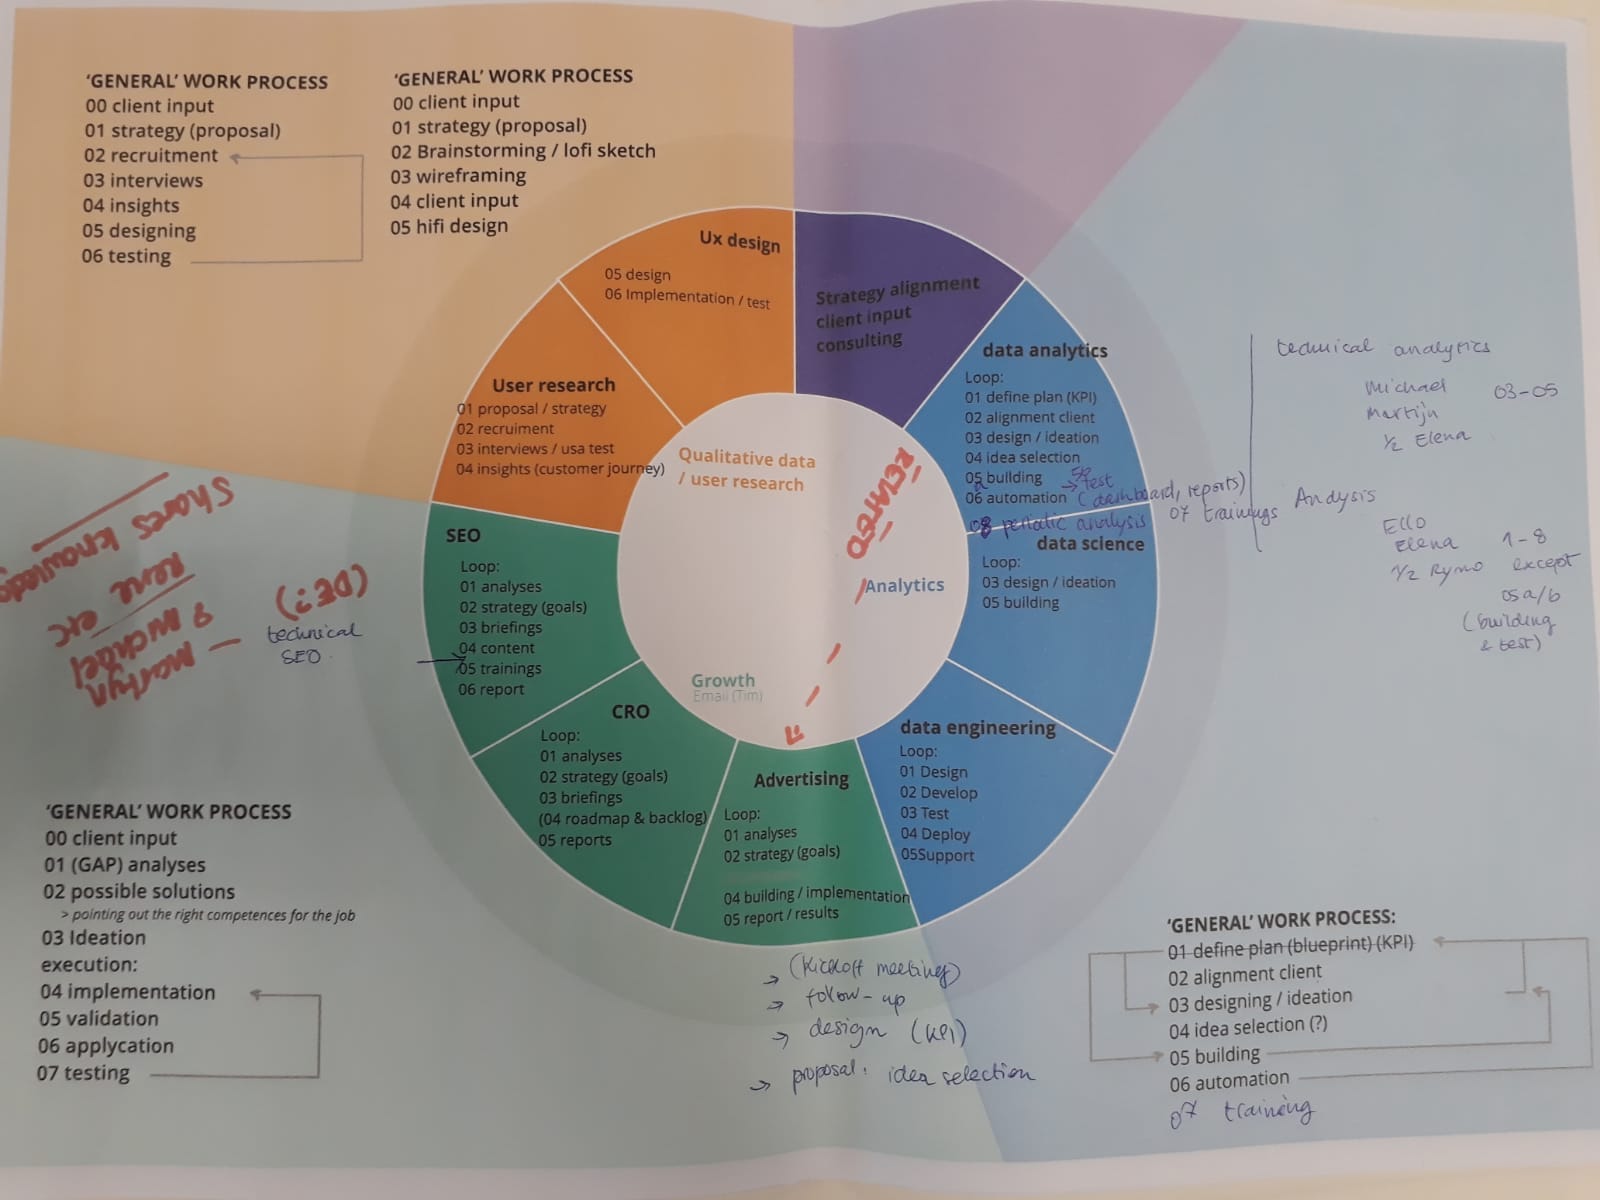 ‘GENERAL’ WORK PROCESS
00 client input
01 strategy (proposal)
02 recruitment
03 interviews
04 insights
05 designing
06 testing
‘GENERAL’ WORK PROCESS
00 client input
01 strategy (proposal)
02 Brainstorming / lofi sketch
03 wireframing
04 client input
05 hifi design
Ux design
05 design
06 Implementation / test
Strategy alignment
client input
consulting
User research
01 proposal / strategy
02 recruiment
03 interviews / usa test
04 insights (customer journey)
data analytics
Loop:
01 define plan (KPI)
02 alignment client
03 design / ideation
04 idea selection
05 building
a
5b
→ test
06 automation (dashboard, reports)
08 periodic analysis
07 trainings
technical analytics
Michael
Martijn
½ Elena
03-05
Analysis
Ello
Elena
½ Rymo
1-8
except
05a/b
(building
& test)
Qualitative data
/ user research
RELATED
Analytics
Growth
Email (Tim)
data science
Loop:
03 design / ideation
05 building
SEO
Loop:
01 analyses
02 strategy (goals)
03 briefings
04 content
05 trainings
06 report
technical
SEO
(DE?)
Shares knowledge
Rene etc
Martyn
? Michael
CRO
Loop:
01 analyses
02 strategy (goals)
03 briefings
(04 roadmap & backlog)
05 reports
Advertising
Loop:
01 analyses
02 strategy (goals)
04 building / implementation
05 report / results
data engineering
Loop:
01 Design
02 Develop
03 Test
04 Deploy
05Support
→ (Kickoff meeting)
→ follow-up
→ design (KPI)
→ proposal, idea selection
‘GENERAL’ WORK PROCESS
00 client input
01 (GAP) analyses
02 possible solutions
> pointing out the right competences for the job
03 Ideation
execution:
04 implementation
05 validation
06 applycation
07 testing
‘GENERAL’ WORK PROCESS:
01 define plan (blueprint) (KPI)
02 alignment client
03 designing / ideation
04 idea selection (?)
05 building
06 automation
07 training